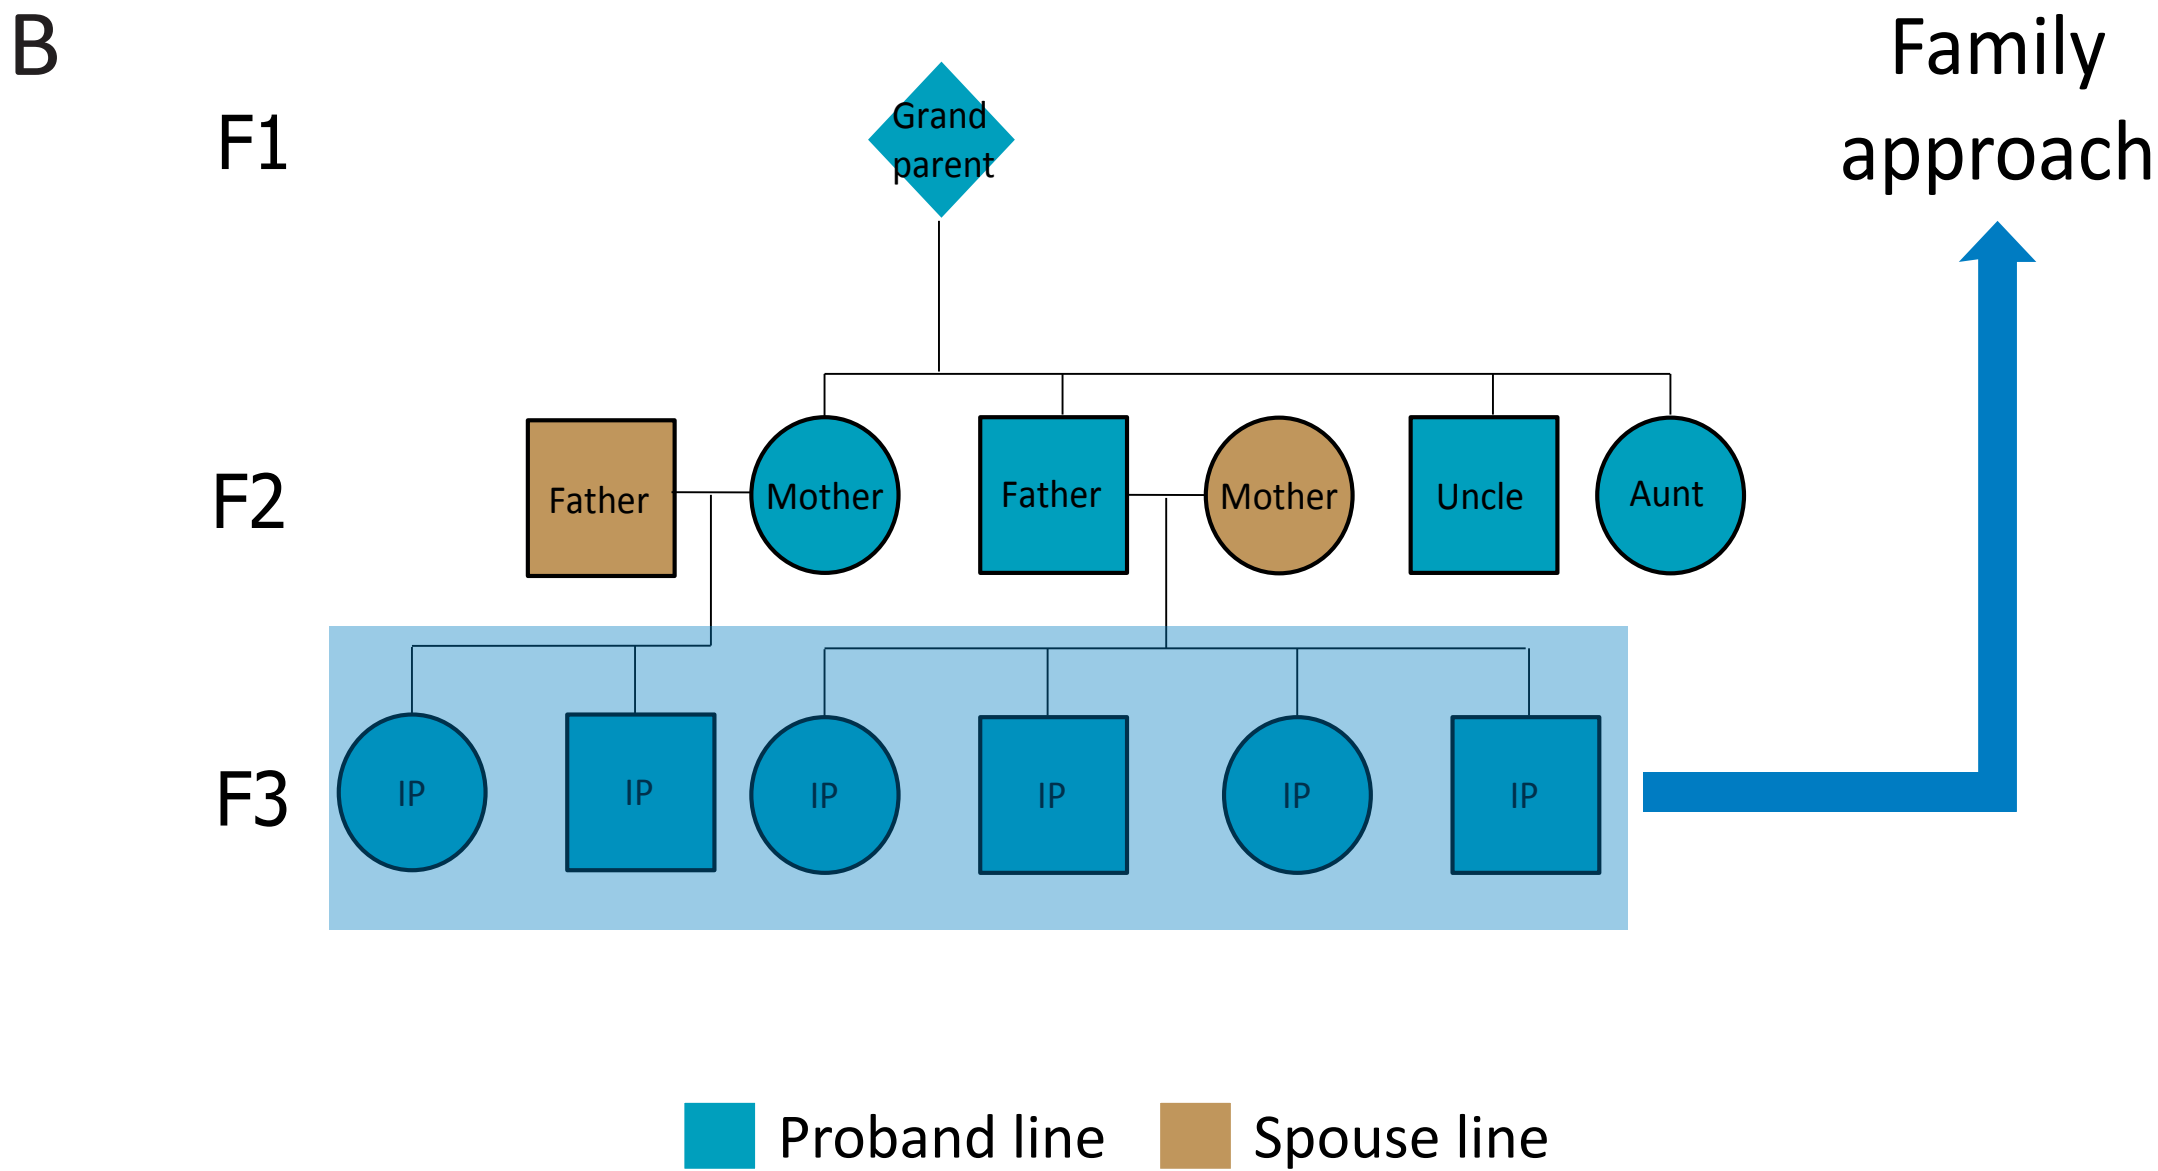 B
Family
approach
F1
Grand
parent
F2
Father
Mother
Father
Mother
Uncle
Aunt
F3
IP
IP
IP
IP
IP
IP
Proband line
Spouse line